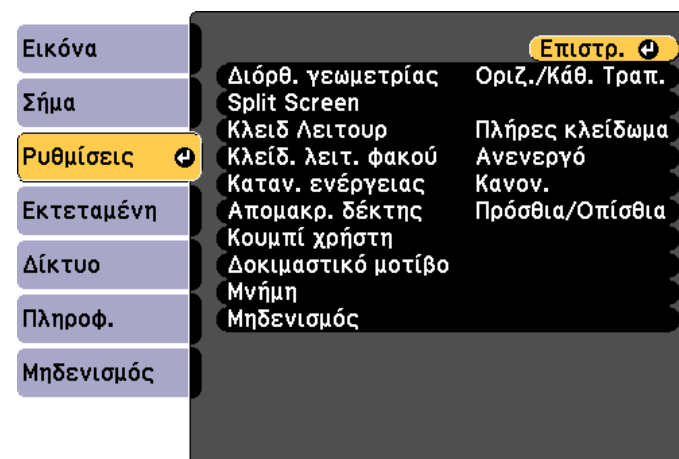 Εικόνα
Σήμα
Ρυθμίσεις
Εκτεταμένη
Δίκτυο
Πληροφ.
Μηδενισμός
Επιστρ.
Διόρθ. γεωμετρίας Οριζ./Κάθ. Τραπ.
Split Screen
Κλειδ Λειτουρ Πλήρες κλείδωμα
Κλείδ. λειτ. φακού Ανενεργό
Καταν. ενέργειας Κανον.
Απομακρ. δέκτης Πρόσθια/Οπίσθια
Κουμπί χρήστη
Δοκιμαστικό μοτίβο
Μνήμη
Μηδενισμός